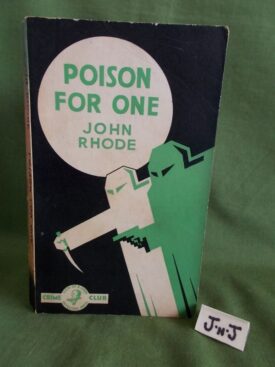 POISON
FOR ONE
JOHN
RHODE
CRIME CLUB
J·N·J